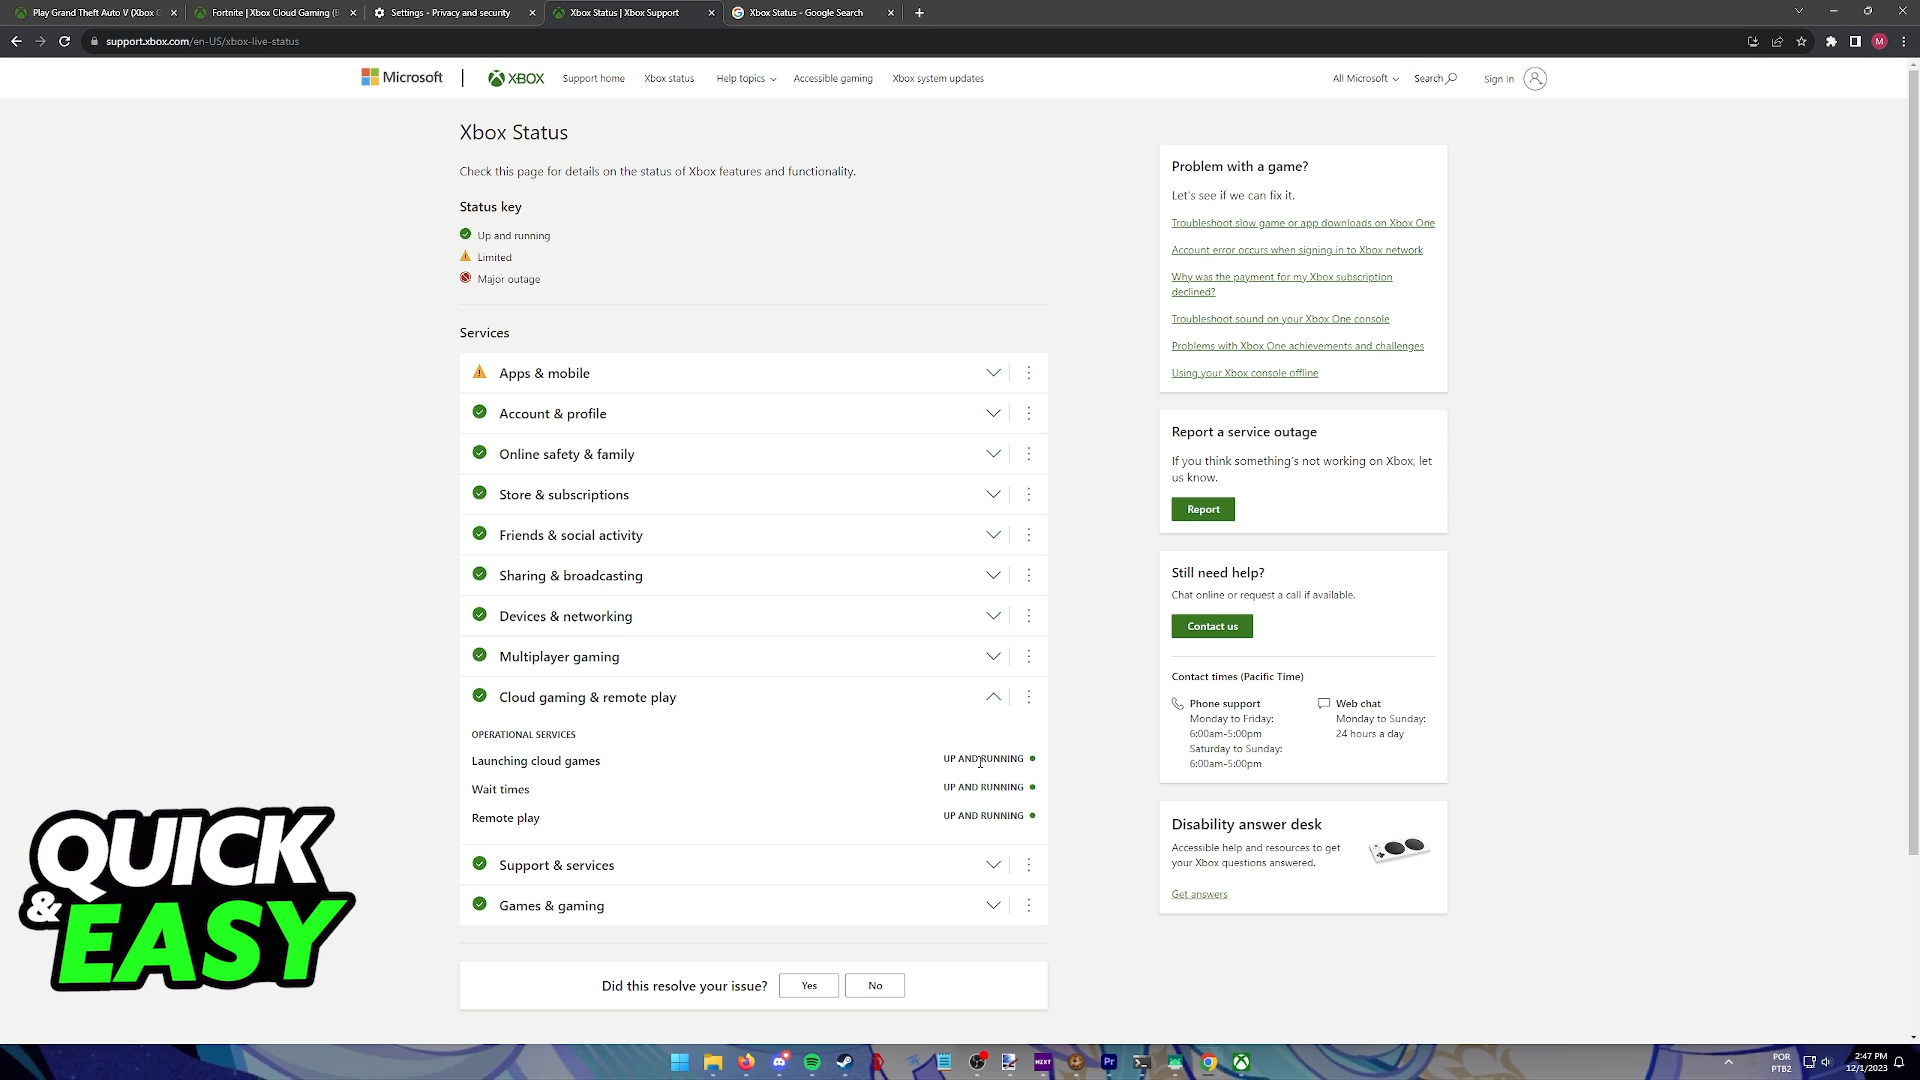 Play Grand Theft Auto V (Xbox C
Fortnite | Xbox Cloud Gaming (B
Settings - Privacy and security
Xbox Status | Xbox Support
Xbox Status - Google Search
support.xbox.com/en-US/xbox-live-status
M
Microsoft
XBOX
Support home
Xbox status
Help topics
Accessible gaming
Xbox system updates
All Microsoft
Search
Sign in
Xbox Status
Check this page for details on the status of Xbox features and functionality.
Status key
Up and running
Limited
Major outage
Services
Apps & mobile
Account & profile
Online safety & family
Store & subscriptions
Friends & social activity
Sharing & broadcasting
Devices & networking
Multiplayer gaming
Cloud gaming & remote play
OPERATIONAL SERVICES
Launching cloud games UP AND RUNNING
Wait times UP AND RUNNING
Remote play UP AND RUNNING
Support & services
Games & gaming
Did this resolve your issue? Yes No
Problem with a game?
Let's see if we can fix it.
Troubleshoot slow game or app downloads on Xbox One
Account error occurs when signing in to Xbox network
Why was the payment for my Xbox subscription
declined?
Troubleshoot sound on your Xbox One console
Problems with Xbox One achievements and challenges
Using your Xbox console offline
Report a service outage
If you think something's not working on Xbox, let
us know.
Report
Still need help?
Chat online or request a call if available.
Contact us
Contact times (Pacific Time)
Phone support
Monday to Friday:
6:00am-5:00pm
Saturday to Sunday:
6:00am-5:00pm
Web chat
Monday to Sunday:
24 hours a day
Disability answer desk
Accessible help and resources to get
your Xbox questions answered.
Get answers
QUICK
& EASY
NZXT
Pr
POR
PTB2
2:47 PM
12/1/2023